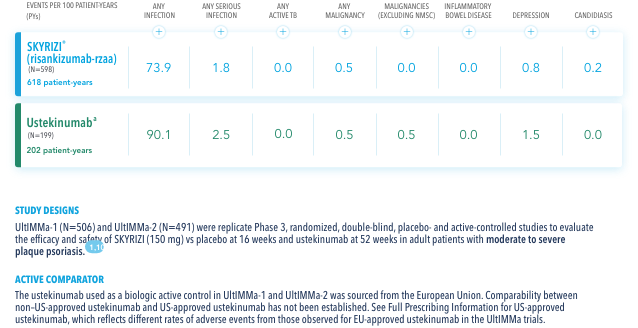 EVENTS PER 100 PATIENT-YEARS (PYs)
ANY INFECTION
ANY SERIOUS INFECTION
ANY ACTIVE TB
ANY MALIGNANCY
MALIGNANCIES (EXCLUDING NMSC)
INFLAMMATORY BOWEL DISEASE
DEPRESSION
CANDIDIASIS
+ + + + + + + +
SKYRIZI®
(risankizumab-rzaa)
(N=598)
618 patient-years
73.9 1.8 0.0 0.5 0.0 0.0 0.8 0.2
Ustekinumabª
(N=199)
202 patient-years
90.1 2.5 0.0 0.5 0.5 0.0 1.5 0.0
STUDY DESIGNS
UltIMMa-1 (N=506) and UltIMMa-2 (N=491) were replicate Phase 3, randomized, double-blind, placebo- and active-controlled studies to evaluate
the efficacy and safety of SKYRIZI (150 mg) vs placebo at 16 weeks and ustekinumab at 52 weeks in adult patients with moderate to severe
plaque psoriasis.
ACTIVE COMPARATOR
The ustekinumab used as a biologic active control in UltIMMa-1 and UltIMMa-2 was sourced from the European Union. Comparability between
non–US-approved ustekinumab and US-approved ustekinumab has not been established. See Full Prescribing Information for US-approved
ustekinumab, which reflects different rates of adverse events from those observed for EU-approved ustekinumab in the UltIMMa trials.